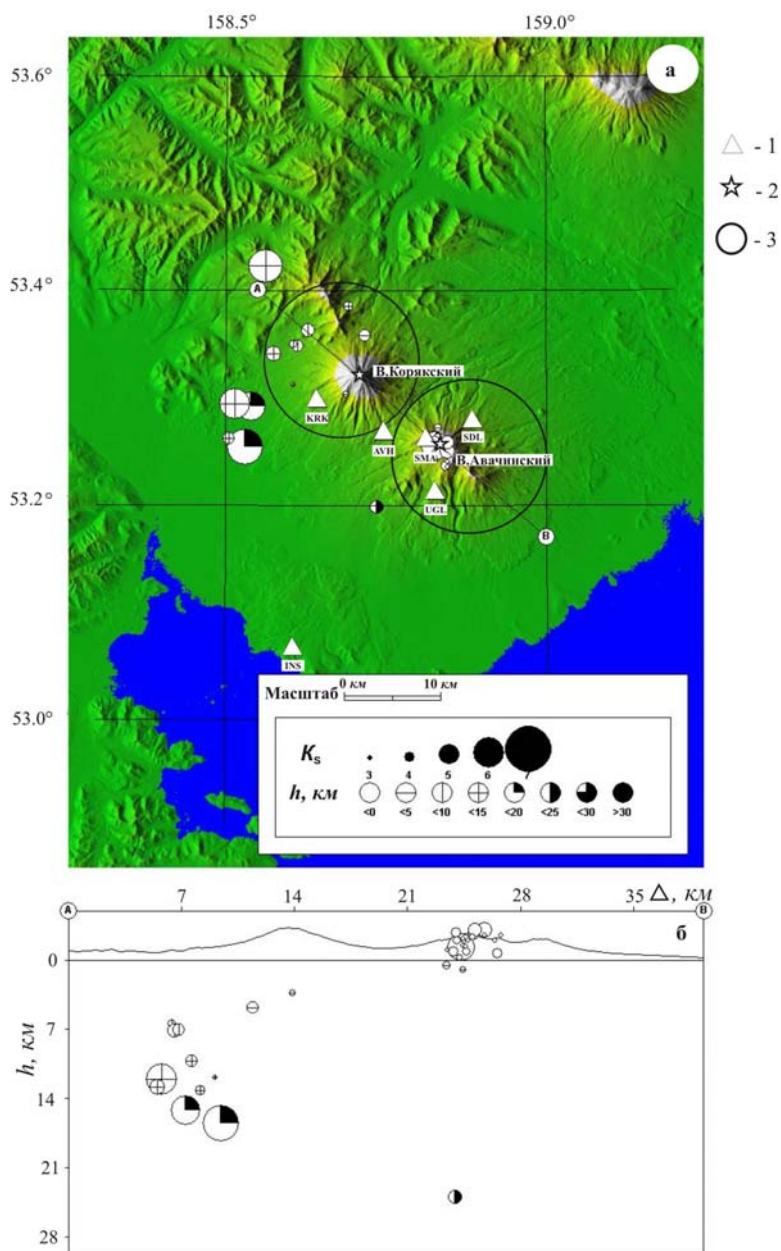 158.5° 159.0°
53.6°
а
- 1
- 2
- 3
53.4°
A
В.Корякский
KRK
AVH
SMA
SDL
В.Авачинский
UGL
53.2°
B
INS
53.0°
Масштаб 0 км 10 км
Ks
3 4 5 6 7
h, км
<0 <5 <10 <15 <20 <25 <30 >30
A 7 14 21 28 35 Δ, км B
б
0
7
14
21
28
h, км